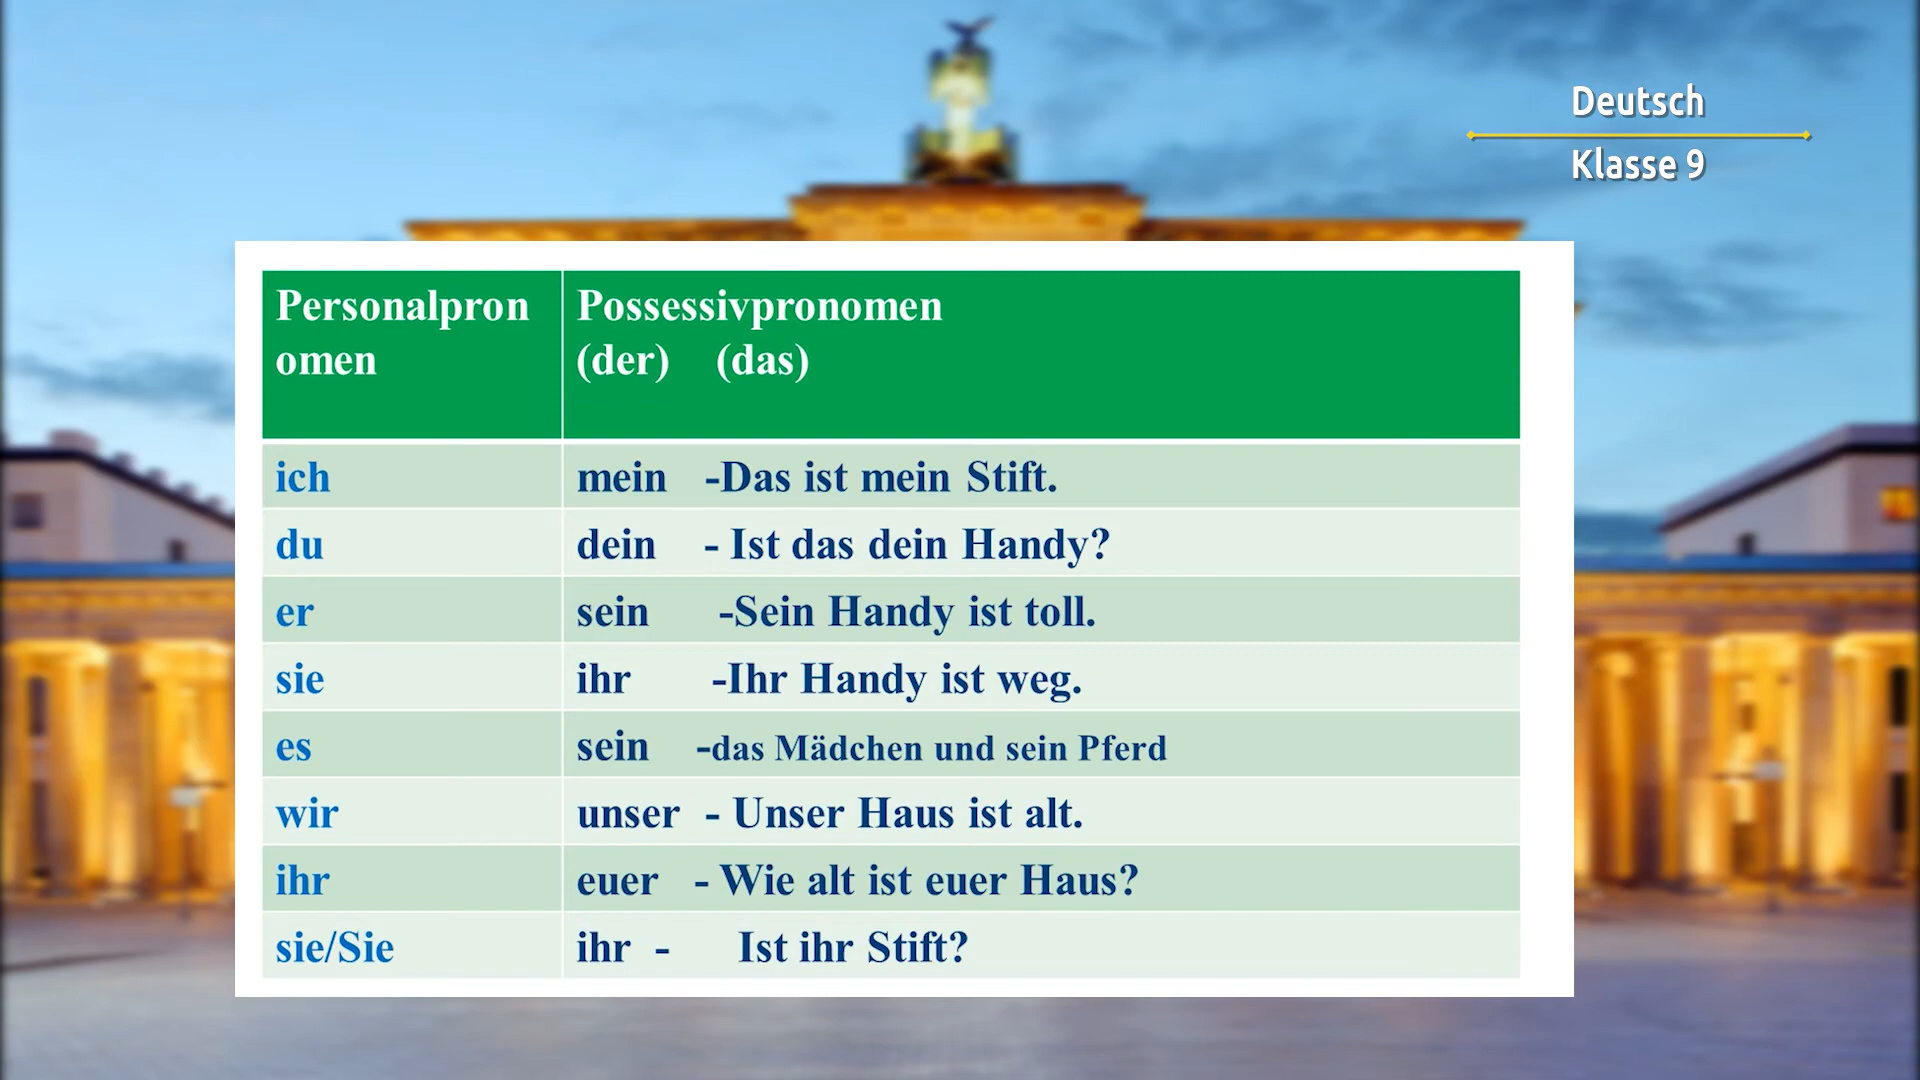 Deutsch
Klasse 9
Personalpron
omen
Possessivpronomen
(der) (das)
ich
mein -Das ist mein Stift.
du
dein - Ist das dein Handy?
er
sein -Sein Handy ist toll.
sie
ihr -Ihr Handy ist weg.
es
sein -das Mädchen und sein Pferd
wir
unser - Unser Haus ist alt.
ihr
euer - Wie alt ist euer Haus?
sie/Sie
ihr - Ist ihr Stift?